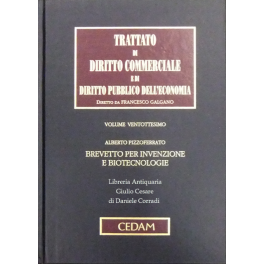 TRATTATO
DI
DIRITTO COMMERCIALE
E DI
DIRITTO PUBBLICO DELL'ECONOMIA
DIRETTO DA FRANCESCO GALGANO
VOLUME VENTOTTESIMO
ALBERTO PIZZOFERRATO
BREVETTO PER INVENZIONE
E BIOTECNOLOGIE
Libreria Antiquaria
Giulio Cesare
di Daniele Corradi
CEDAM